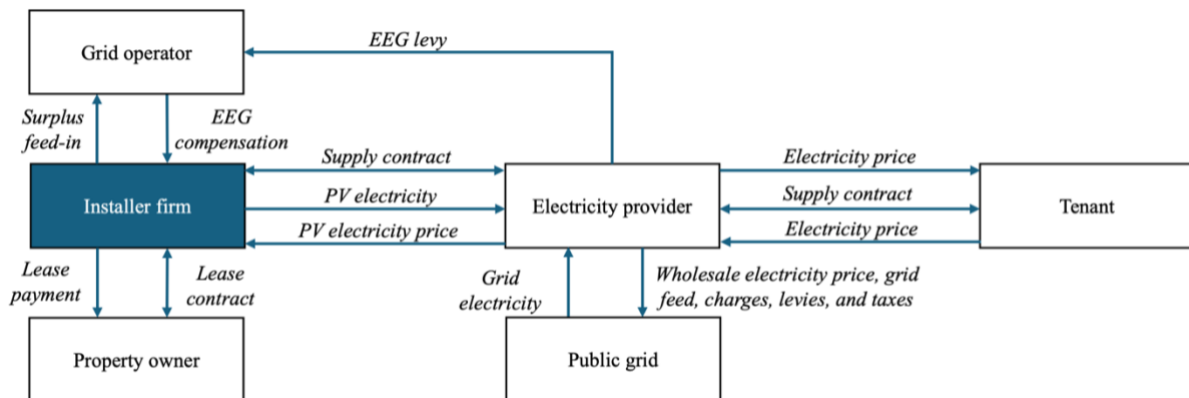 EEG levy
Grid operator
Surplus
feed-in
EEG
compensation
Supply contract
Electricity price
Installer firm
PV electricity
Electricity provider
Supply contract
Tenant
PV electricity price
Electricity price
Lease
payment
Lease
contract
Grid
electricity
Wholesale electricity price, grid
feed, charges, levies, and taxes
Property owner
Public grid